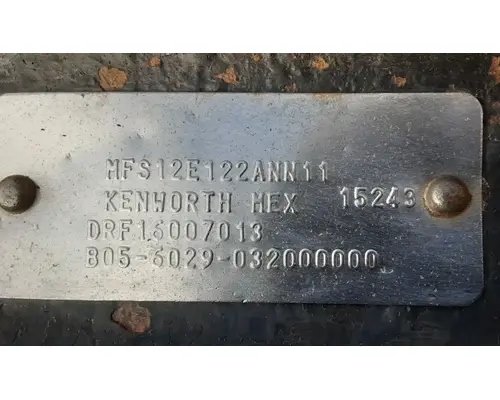 MFS12E122ANN11
KENWORTH MEX 15243
DRF16007013
B05-6029-032000000